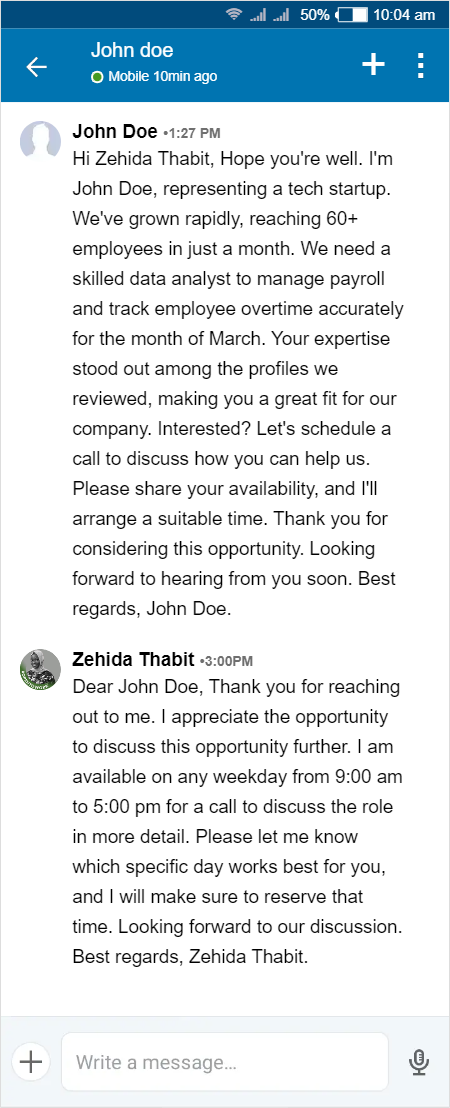 50% 10:04 am
John doe
Mobile 10min ago
John Doe •1:27 PM
Hi Zehida Thabit, Hope you're well. I'm
John Doe, representing a tech startup.
We've grown rapidly, reaching 60+
employees in just a month. We need a
skilled data analyst to manage payroll
and track employee overtime accurately
for the month of March. Your expertise
stood out among the profiles we
reviewed, making you a great fit for our
company. Interested? Let's schedule a
call to discuss how you can help us.
Please share your availability, and I'll
arrange a suitable time. Thank you for
considering this opportunity. Looking
forward to hearing from you soon. Best
regards, John Doe.
Zehida Thabit •3:00PM
Dear John Doe, Thank you for reaching
out to me. I appreciate the opportunity
to discuss this opportunity further. I am
available on any weekday from 9:00 am
to 5:00 pm for a call to discuss the role
in more detail. Please let me know
which specific day works best for you,
and I will make sure to reserve that
time. Looking forward to our discussion.
Best regards, Zehida Thabit.
Write a message...